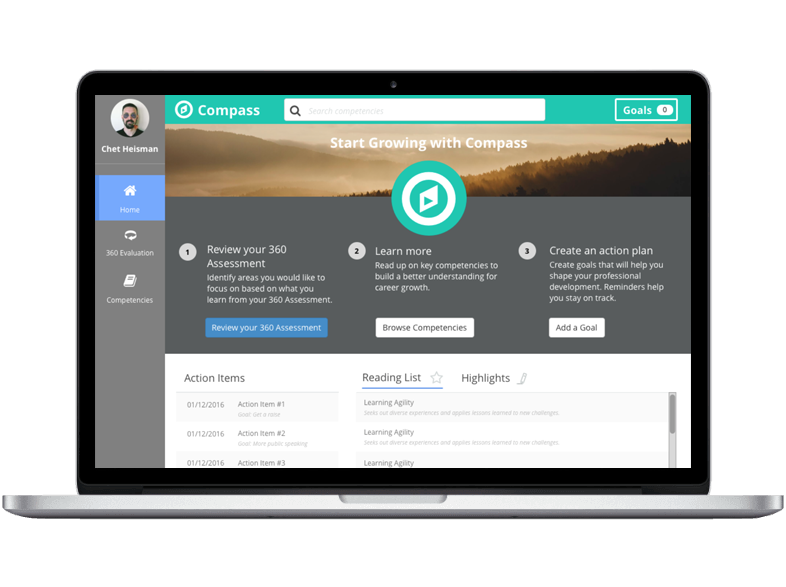 Compass
Search competencies
Goals 0
Chet Heisman
Start Growing with Compass
Home
360 Evaluation
Competencies
1
Review your 360
Assessment
Identify areas you would like to
focus on based on what you
learn from your 360 Assessment.
Review your 360 Assessment
2
Learn more
Read up on key competencies to
build a better understanding for
career growth.
Browse Competencies
3
Create an action plan
Create goals that will help you
shape your professional
development. Reminders help
you stay on track.
Add a Goal
Action Items
01/12/2016 Action Item #1
Goal: Get a raise
01/12/2016 Action Item #2
Goal: More public speaking
01/12/2016 Action Item #3
Reading List Highlights
Learning Agility
Seeks out diverse experiences and applies lessons learned to new challenges
Learning Agility
Seeks out diverse experiences and applies lessons learned to new challenges
Learning Agility